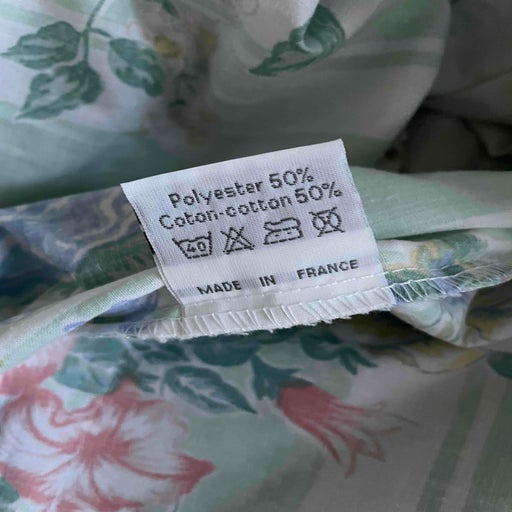 Polyester 50%
Coton-cotton 50%
40
MADE IN FRANCE